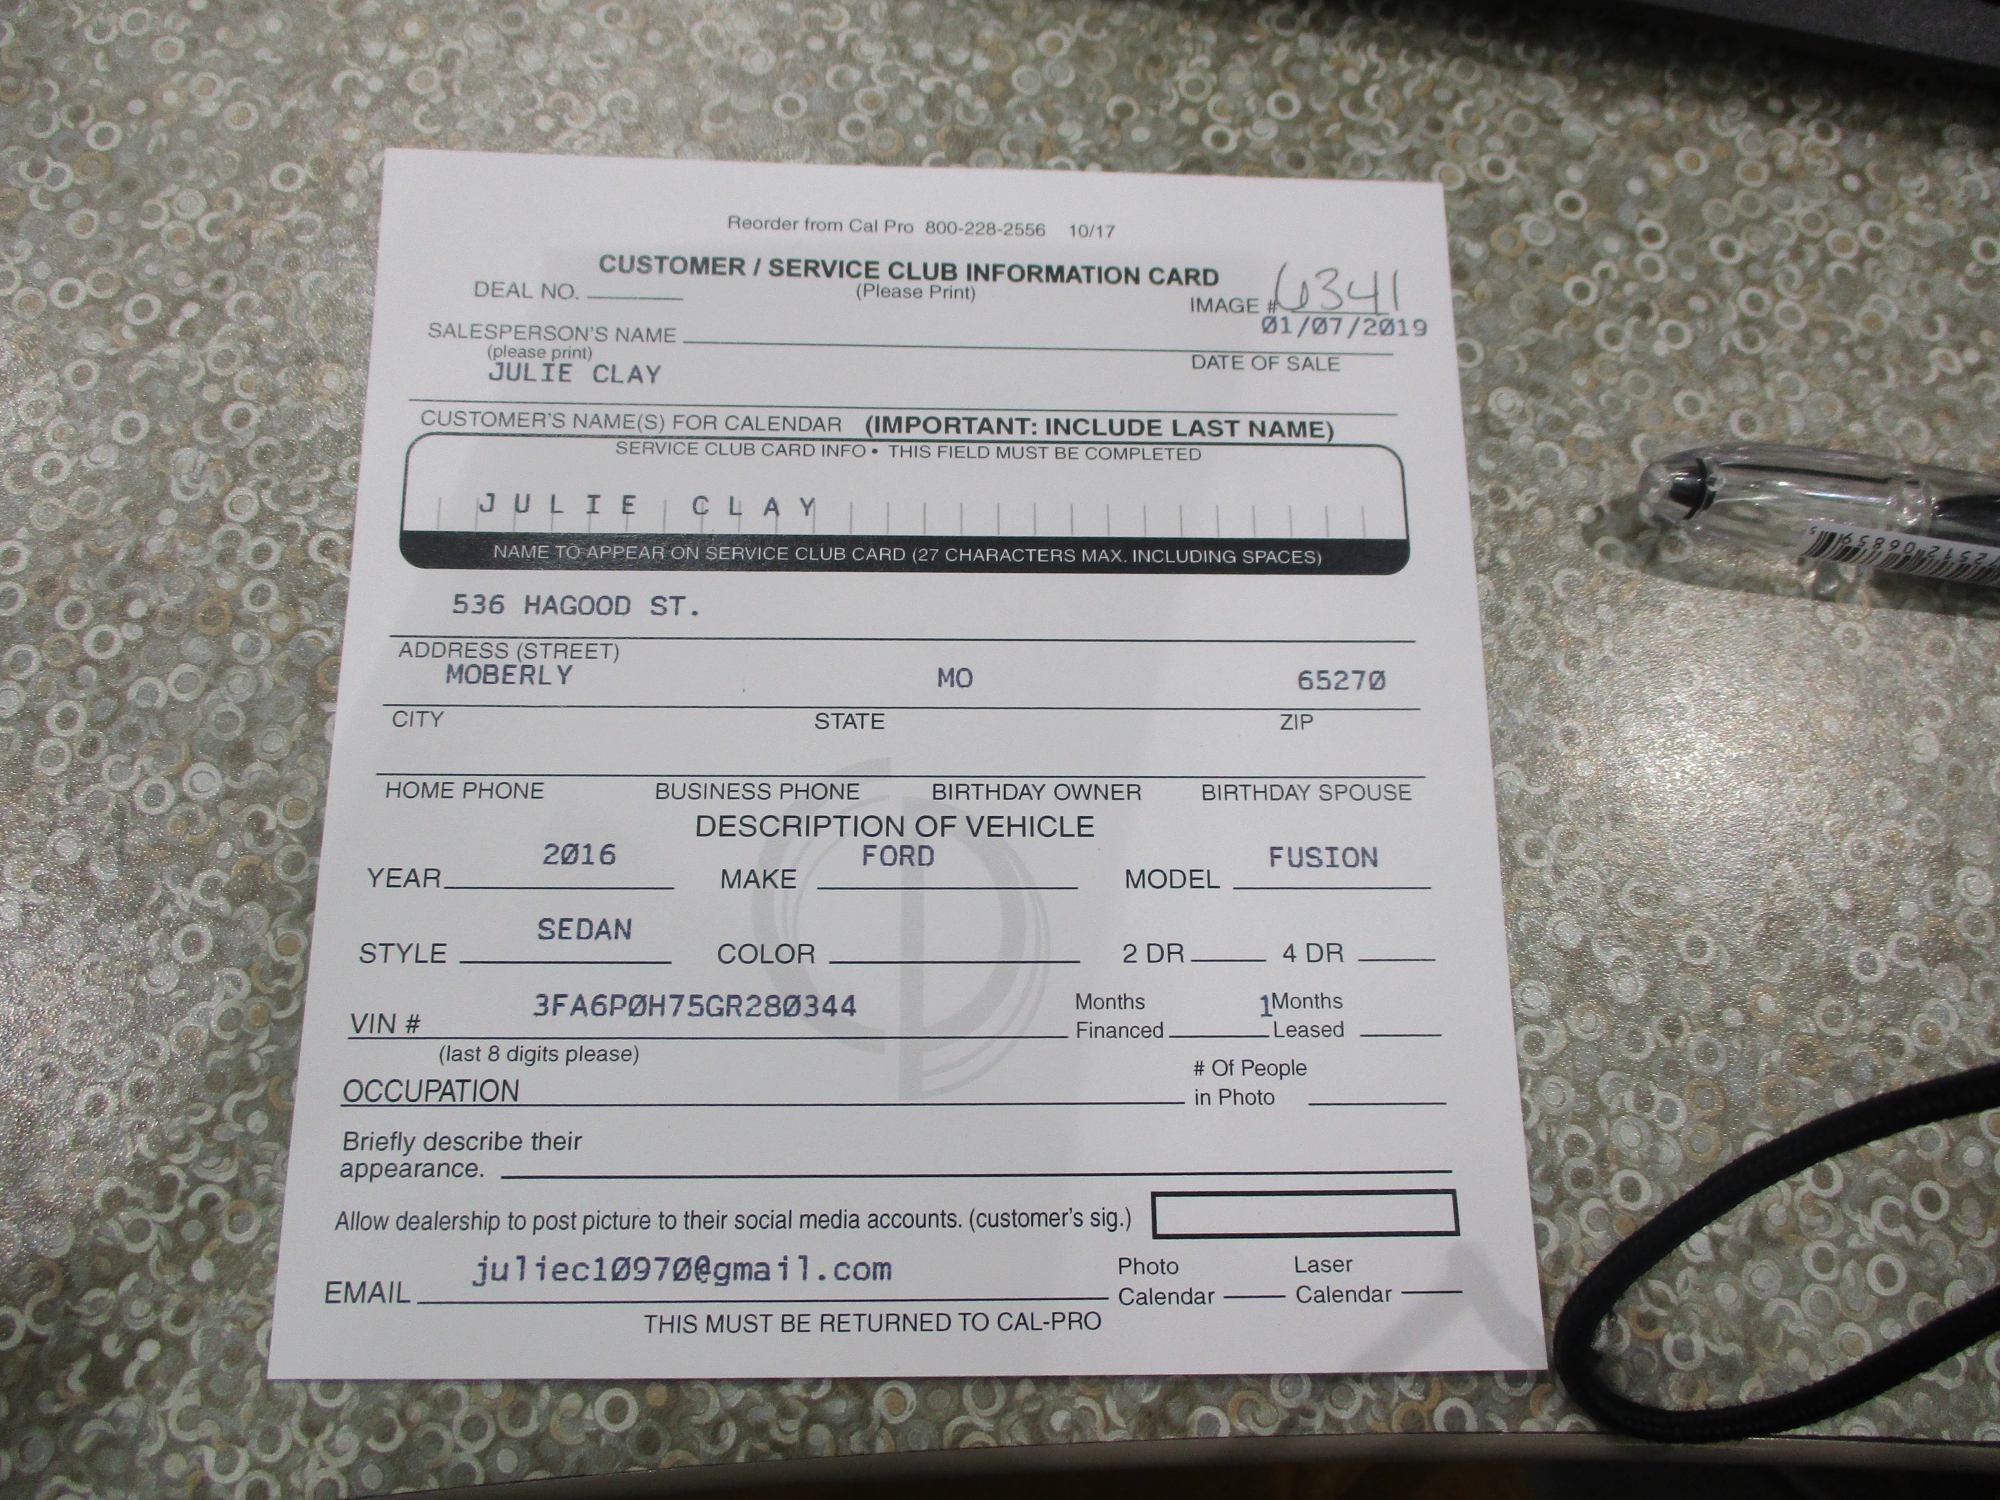 Reorder from Cal Pro 800-228-2556 10/17
CUSTOMER / SERVICE CLUB INFORMATION CARD
DEAL NO. (Please Print) IMAGE # 6341
01/07/2019
SALESPERSON'S NAME
(please print) DATE OF SALE
JULIE CLAY
CUSTOMER'S NAME(S) FOR CALENDAR (IMPORTANT: INCLUDE LAST NAME)
SERVICE CLUB CARD INFO • THIS FIELD MUST BE COMPLETED
JULIE CLAY
NAME TO APPEAR ON SERVICE CLUB CARD (27 CHARACTERS MAX. INCLUDING SPACES)
536 HAGOOD ST.
ADDRESS (STREET)
MOBERLY MO 65270
CITY STATE ZIP
HOME PHONE BUSINESS PHONE BIRTHDAY OWNER BIRTHDAY SPOUSE
DESCRIPTION OF VEHICLE
2016 FORD FUSION
YEAR MAKE MODEL
SEDAN
STYLE COLOR 2 DR 4 DR
3FA6P0H75GR280344 Months 1 Months
VIN # Financed Leased
(last 8 digits please)
# Of People
OCCUPATION in Photo
Briefly describe their
appearance.
Allow dealership to post picture to their social media accounts. (customer's sig.)
juliec10970@gmail.com Photo Laser
EMAIL Calendar Calendar
THIS MUST BE RETURNED TO CAL-PRO